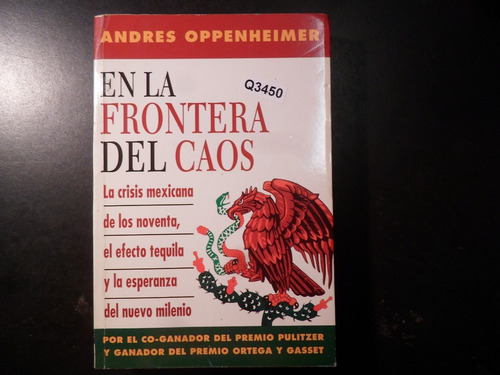 ANDRES OPPENHEIMER
Q3450
EN LA
FRONTERA
DEL CAOS
La crisis mexicana
de los noventa,
el efecto tequila
y la esperanza
del nuevo milenio
POR EL CO-GANADOR DEL PREMIO PULITZER
Y GANADOR DEL PREMIO ORTEGA Y GASSET